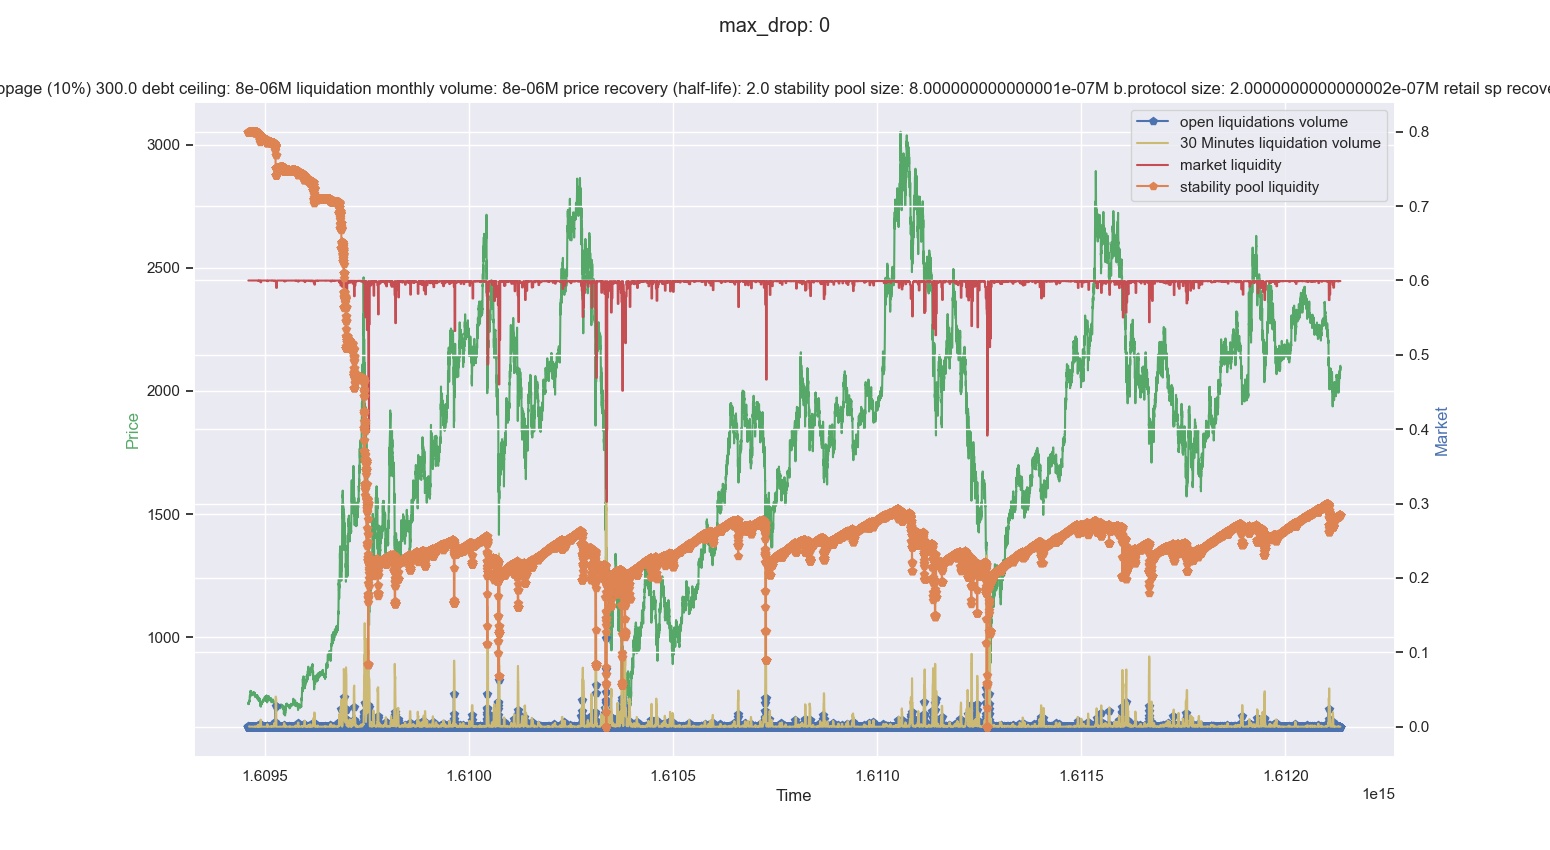 max_drop: 0
opage (10%) 300.0 debt ceiling: 8e-06M liquidation monthly volume: 8e-06M price recovery (half-life): 2.0 stability pool size: 8.000000000000001e-07M b.protocol size: 2.0000000000000002e-07M retail sp recove
open liquidations volume
30 Minutes liquidation volume
market liquidity
stability pool liquidity
3000
2500
2000
1500
1000
Price
0.8
0.7
0.6
0.5
0.4
0.3
0.2
0.1
0.0
Market
1.6095 1.6100 1.6105 1.6110 1.6115 1.6120
Time
1e15